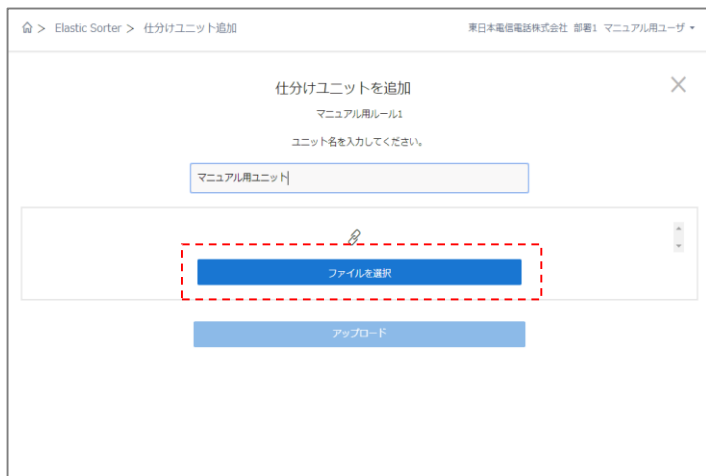 > Elastic Sorter > 仕分けユニット追加
東日本電信電話株式会社 部署1 マニュアル用ユーザ
仕分けユニットを追加
マニュアル用ルール1
ユニット名を入力してください。
マニュアル用ユニット
ファイルを選択
アップロード